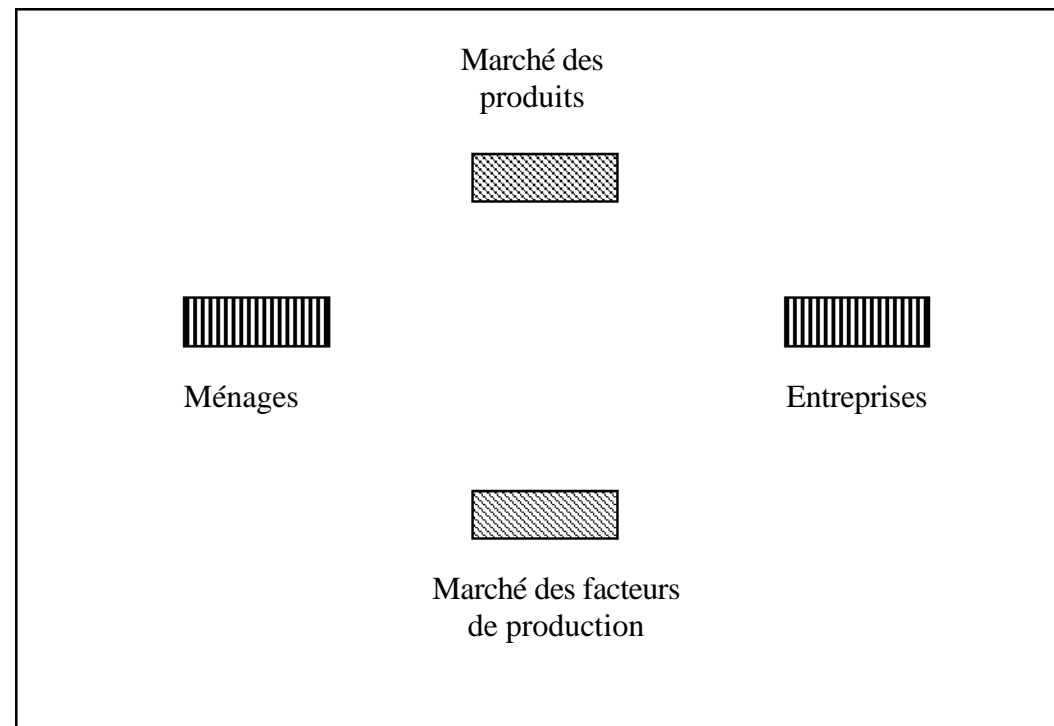 Marché des
produits
Ménages
Entreprises
Marché des facteurs
de production